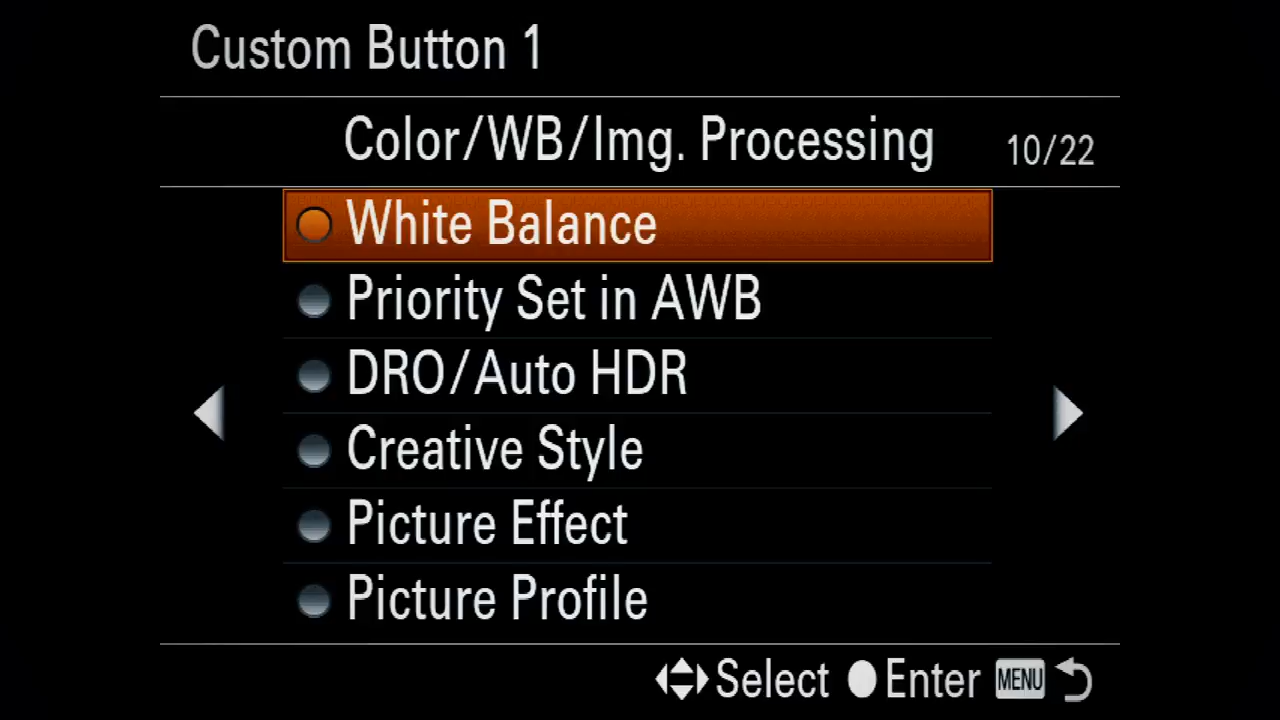 Custom Button 1
Color/WB/Img. Processing 10/22
White Balance
Priority Set in AWB
DRO/Auto HDR
Creative Style
Picture Effect
Picture Profile
Select Enter MENU